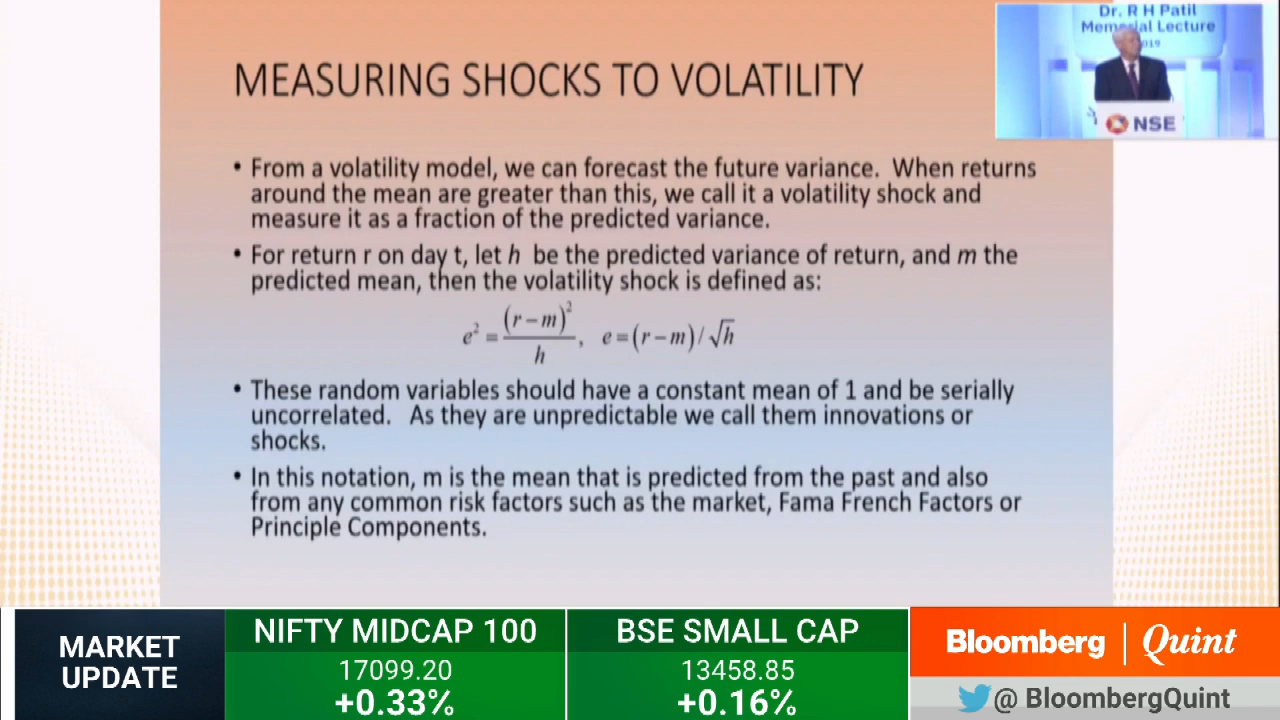 Dr. R H Patil
Memorial Lecture
2019
NSE
MEASURING SHOCKS TO VOLATILITY
• From a volatility model, we can forecast the future variance. When returns
around the mean are greater than this, we call it a volatility shock and
measure it as a fraction of the predicted variance.
• For return r on day t, let h be the predicted variance of return, and m the
predicted mean, then the volatility shock is defined as:
e² = (r − m)² / h, e = (r − m) / √h
• These random variables should have a constant mean of 1 and be serially
uncorrelated. As they are unpredictable we call them innovations or
shocks.
• In this notation, m is the mean that is predicted from the past and also
from any common risk factors such as the market, Fama French Factors or
Principle Components.
MARKET
UPDATE
NIFTY MIDCAP 100
17099.20
+0.33%
BSE SMALL CAP
13458.85
+0.16%
Bloomberg | Quint
@ BloombergQuint